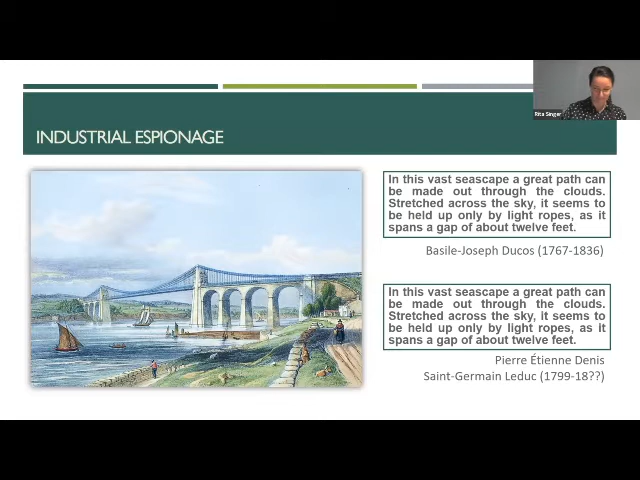 Rita Singer
INDUSTRIAL ESPIONAGE
In this vast seascape a great path can
be made out through the clouds.
Stretched across the sky, it seems to
be held up only by light ropes, as it
spans a gap of about twelve feet.
Basile-Joseph Ducos (1767-1836)
In this vast seascape a great path can
be made out through the clouds.
Stretched across the sky, it seems to
be held up only by light ropes, as it
spans a gap of about twelve feet.
Pierre Étienne Denis
Saint-Germain Leduc (1799-18??)